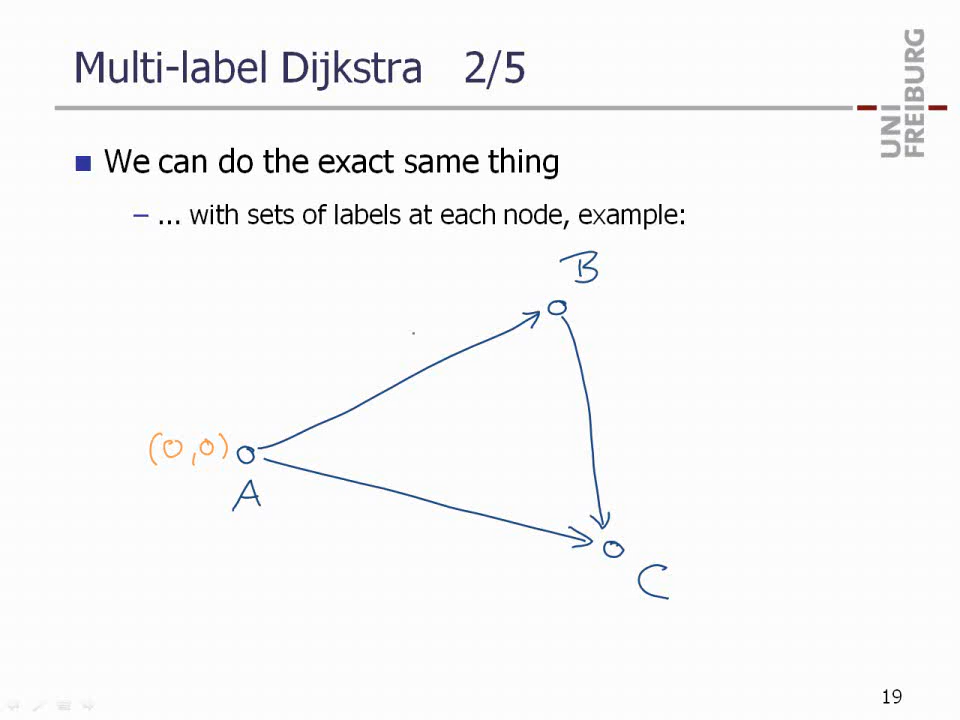 Multi-label Dijkstra 2/5
UNI
FREIBURG
We can do the exact same thing
– ... with sets of labels at each node, example:
B
(0,0)
A
C
19